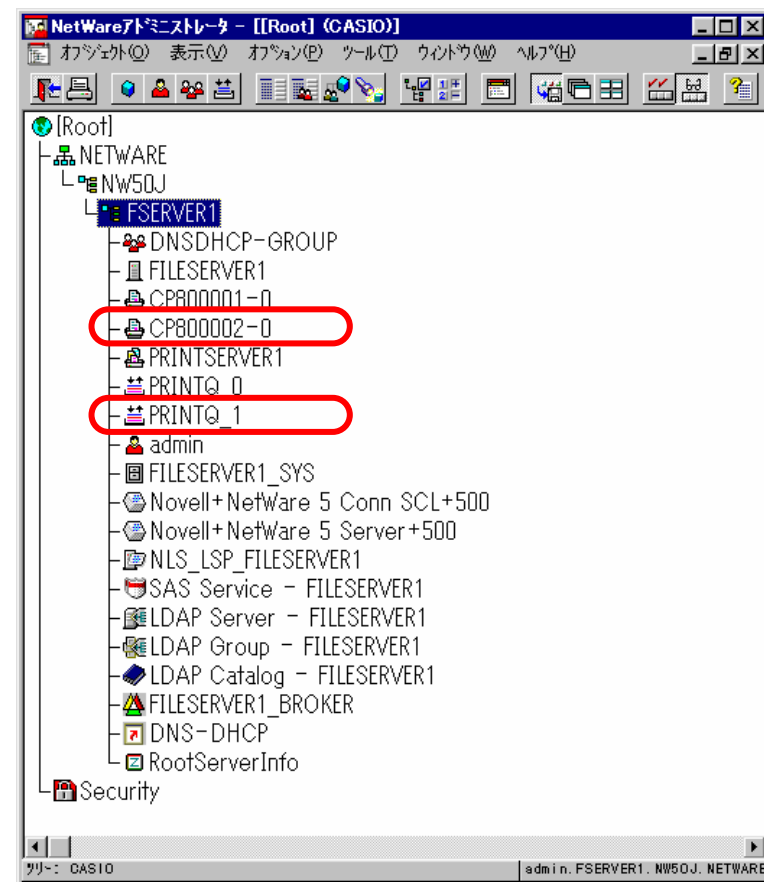 NetWareｱﾄﾞﾐﾆｽﾄﾚｰﾀ - [[Root] (CASIO)]
ｵﾌﾞｼﾞｪｸﾄ(O) 表示(V) ｵﾌﾟｼｮﾝ(P) ﾂｰﾙ(T) ｳｨﾝﾄﾞｳ(W) ﾍﾙﾌﾟ(H)
[Root]
NETWARE
NW50J
FSERVER1
DNSDHCP-GROUP
FILESERVER1
CP800001-0
CP800002-0
PRINTSERVER1
PRINTQ_0
PRINTQ_1
admin
FILESERVER1_SYS
Novell+NetWare 5 Conn SCL+500
Novell+NetWare 5 Server+500
NLS_LSP_FILESERVER1
SAS Service - FILESERVER1
LDAP Server - FILESERVER1
LDAP Group - FILESERVER1
LDAP Catalog - FILESERVER1
FILESERVER1_BROKER
DNS-DHCP
RootServerInfo
Security
ﾂﾘｰ: CASIO admin.FSERVER1.NW50J.NETWARE